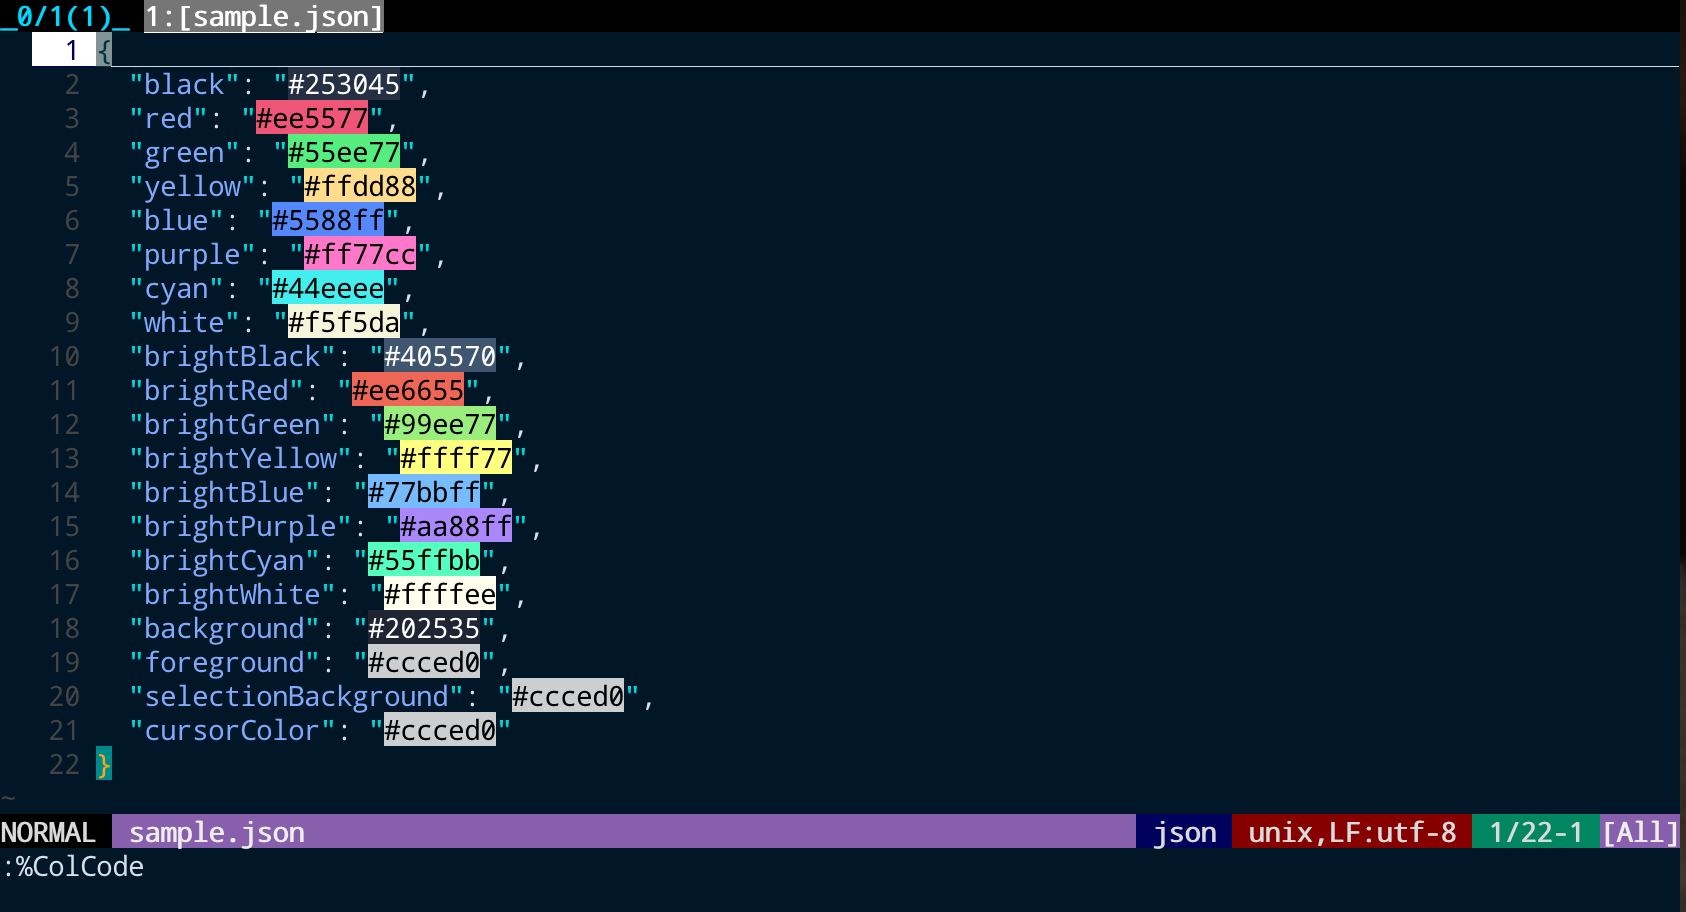 _0/1(1)_ 1:[sample.json]
1 {
2 "black": "#253045",
3 "red": "#ee5577",
4 "green": "#55ee77",
5 "yellow": "#ffdd88",
6 "blue": "#5588ff",
7 "purple": "#ff77cc",
8 "cyan": "#44eeee",
9 "white": "#f5f5da",
10 "brightBlack": "#405570",
11 "brightRed": "#ee6655",
12 "brightGreen": "#99ee77",
13 "brightYellow": "#ffff77",
14 "brightBlue": "#77bbff",
15 "brightPurple": "#aa88ff",
16 "brightCyan": "#55ffbb",
17 "brightWhite": "#ffffee",
18 "background": "#202535",
19 "foreground": "#ccced0",
20 "selectionBackground": "#ccced0",
21 "cursorColor": "#ccced0"
22 }
~
NORMAL sample.json json unix,LF:utf-8 1/22-1 [All]
:%ColCode